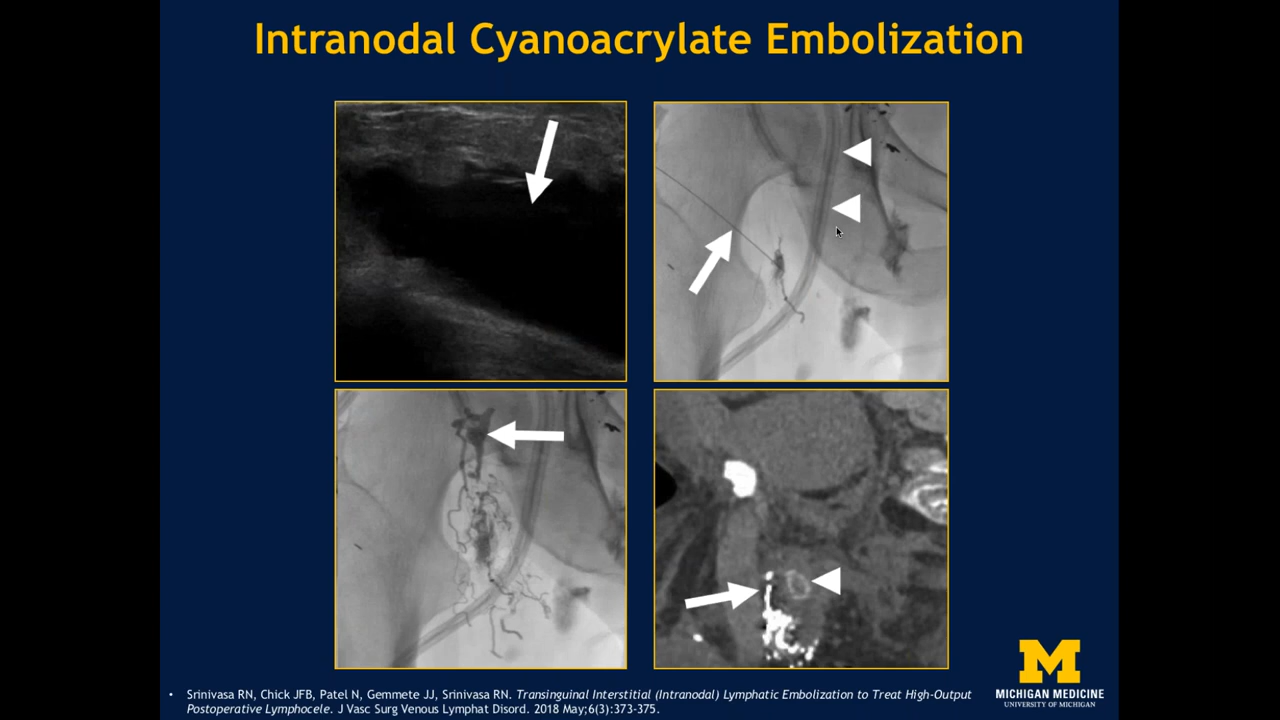 Intranodal Cyanoacrylate Embolization
• Srinivasa RN, Chick JFB, Patel N, Gemmete JJ, Srinivasa RN. Transinguinal Interstitial (Intranodal) Lymphatic Embolization to Treat High-Output
Postoperative Lymphocele. J Vasc Surg Venous Lymphat Disord. 2018 May;6(3):373-375.
M
MICHIGAN MEDICINE
UNIVERSITY OF MICHIGAN